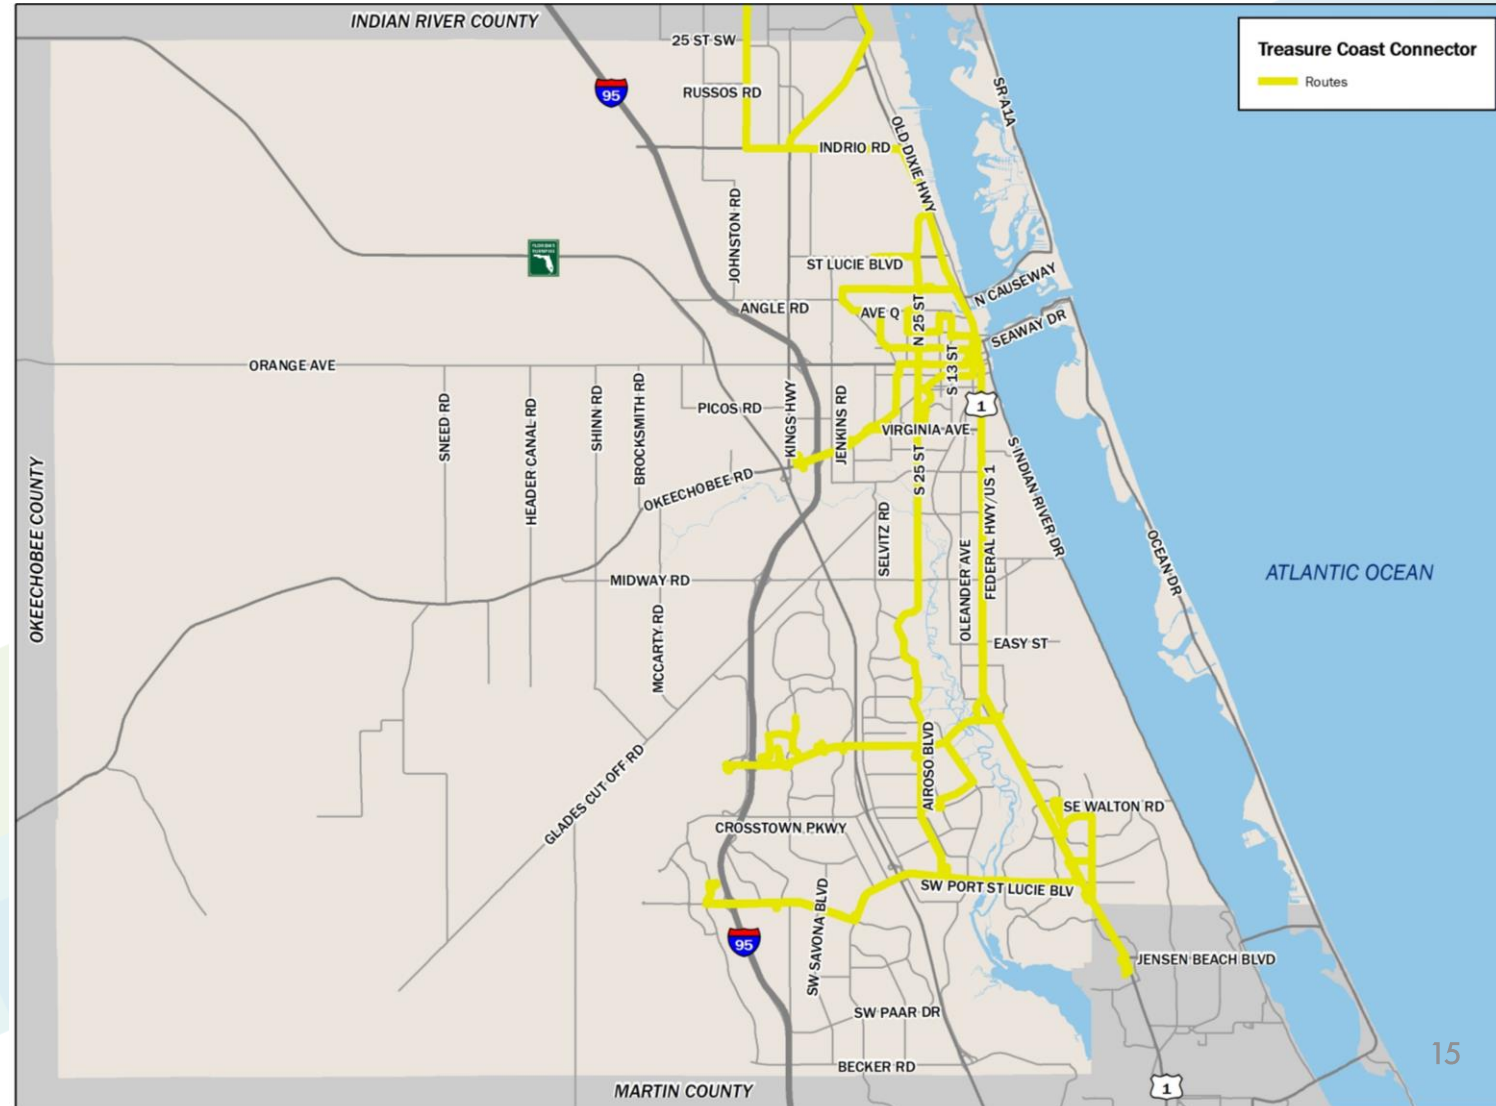 INDIAN RIVER COUNTY
25 ST SW
Treasure Coast Connector
Routes
95
RUSSOS RD
SR A1A
OLD DIXIE HWY
INDRIO RD
JOHNSTON RD
ST LUCIE BLVD
N CAUSEWAY
ANGLE RD
AVE Q
N 25 ST
SEAWAY DR
ORANGE AVE
S 13 ST
SNEED RD
HEADER CANAL RD
SHINN RD
BROCKSMITH RD
PICOS RD
KINGS HWY
JENKINS RD
1
VIRGINIA AVE
OKEECHOBEE RD
S 25 ST
S INDIAN RIVER DR
OKEECHOBEE COUNTY
SELVITZ RD
OLEANDER AVE
FEDERAL HWY/US 1
OCEAN DR
ATLANTIC OCEAN
MIDWAY RD
MCCARTY RD
EASY ST
GLADES CUT OFF RD
AIROSO BLVD
SE WALTON RD
CROSSTOWN PKWY
SW PORT ST LUCIE BLV
SW SAVONA BLVD
95
JENSEN BEACH BLVD
SW PAAR DR
15
BECKER RD
MARTIN COUNTY
1